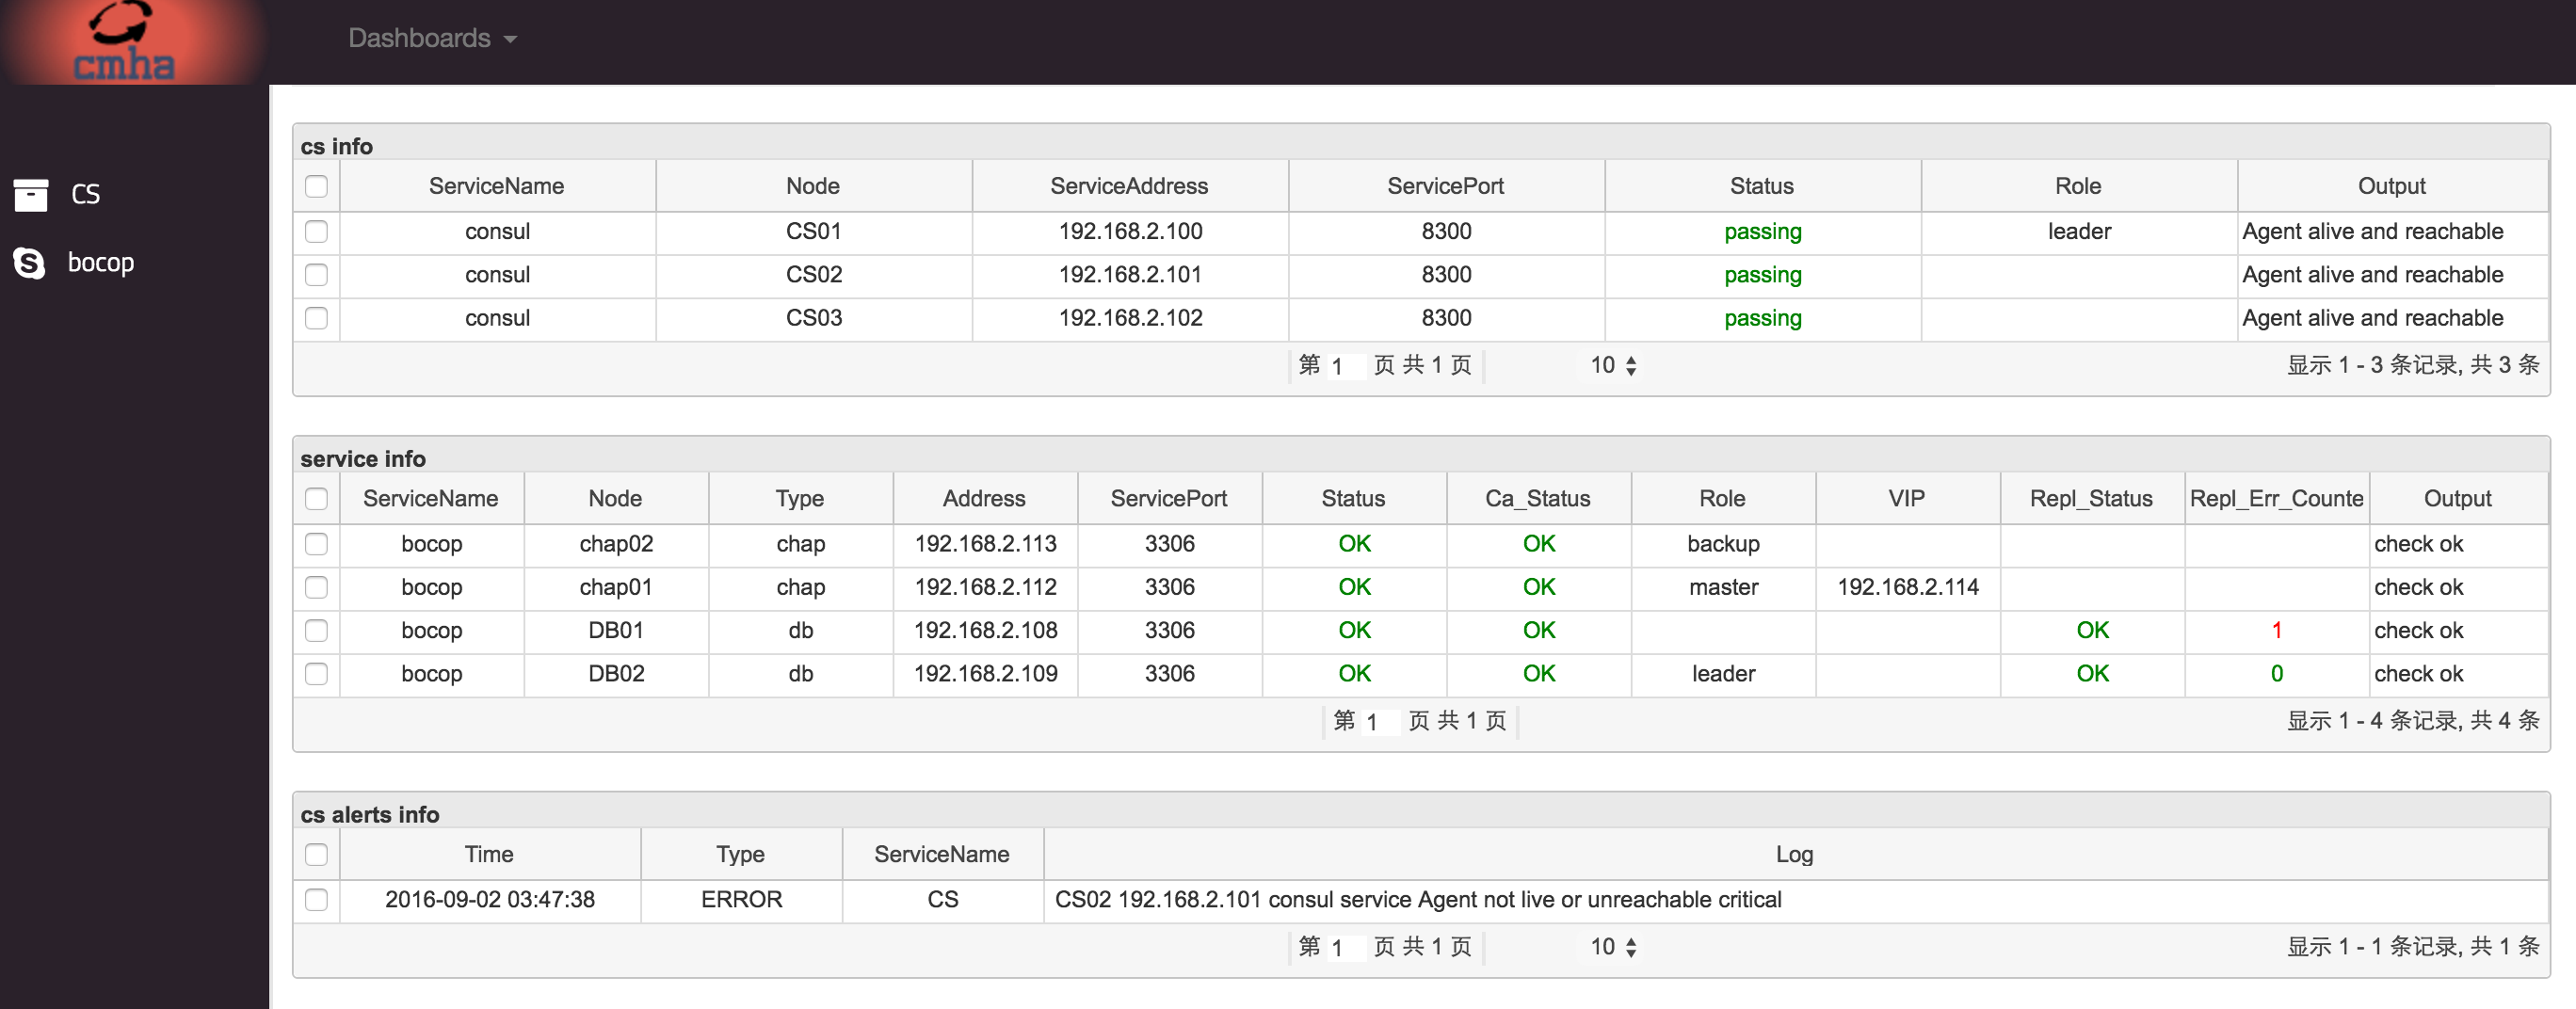 cmha
Dashboards
CS
bocop
cs info
ServiceName Node ServiceAddress ServicePort Status Role Output
consul CS01 192.168.2.100 8300 passing leader Agent alive and reachable
consul CS02 192.168.2.101 8300 passing Agent alive and reachable
consul CS03 192.168.2.102 8300 passing Agent alive and reachable
第 1 页 共 1 页 10 显示 1 - 3 条记录, 共 3 条
service info
ServiceName Node Type Address ServicePort Status Ca_Status Role VIP Repl_Status Repl_Err_Counte Output
bocop chap02 chap 192.168.2.113 3306 OK OK backup check ok
bocop chap01 chap 192.168.2.112 3306 OK OK master 192.168.2.114 check ok
bocop DB01 db 192.168.2.108 3306 OK OK OK 1 check ok
bocop DB02 db 192.168.2.109 3306 OK OK leader OK 0 check ok
第 1 页 共 1 页 显示 1 - 4 条记录, 共 4 条
cs alerts info
Time Type ServiceName Log
2016-09-02 03:47:38 ERROR CS CS02 192.168.2.101 consul service Agent not live or unreachable critical
第 1 页 共 1 页 10 显示 1 - 1 条记录, 共 1 条